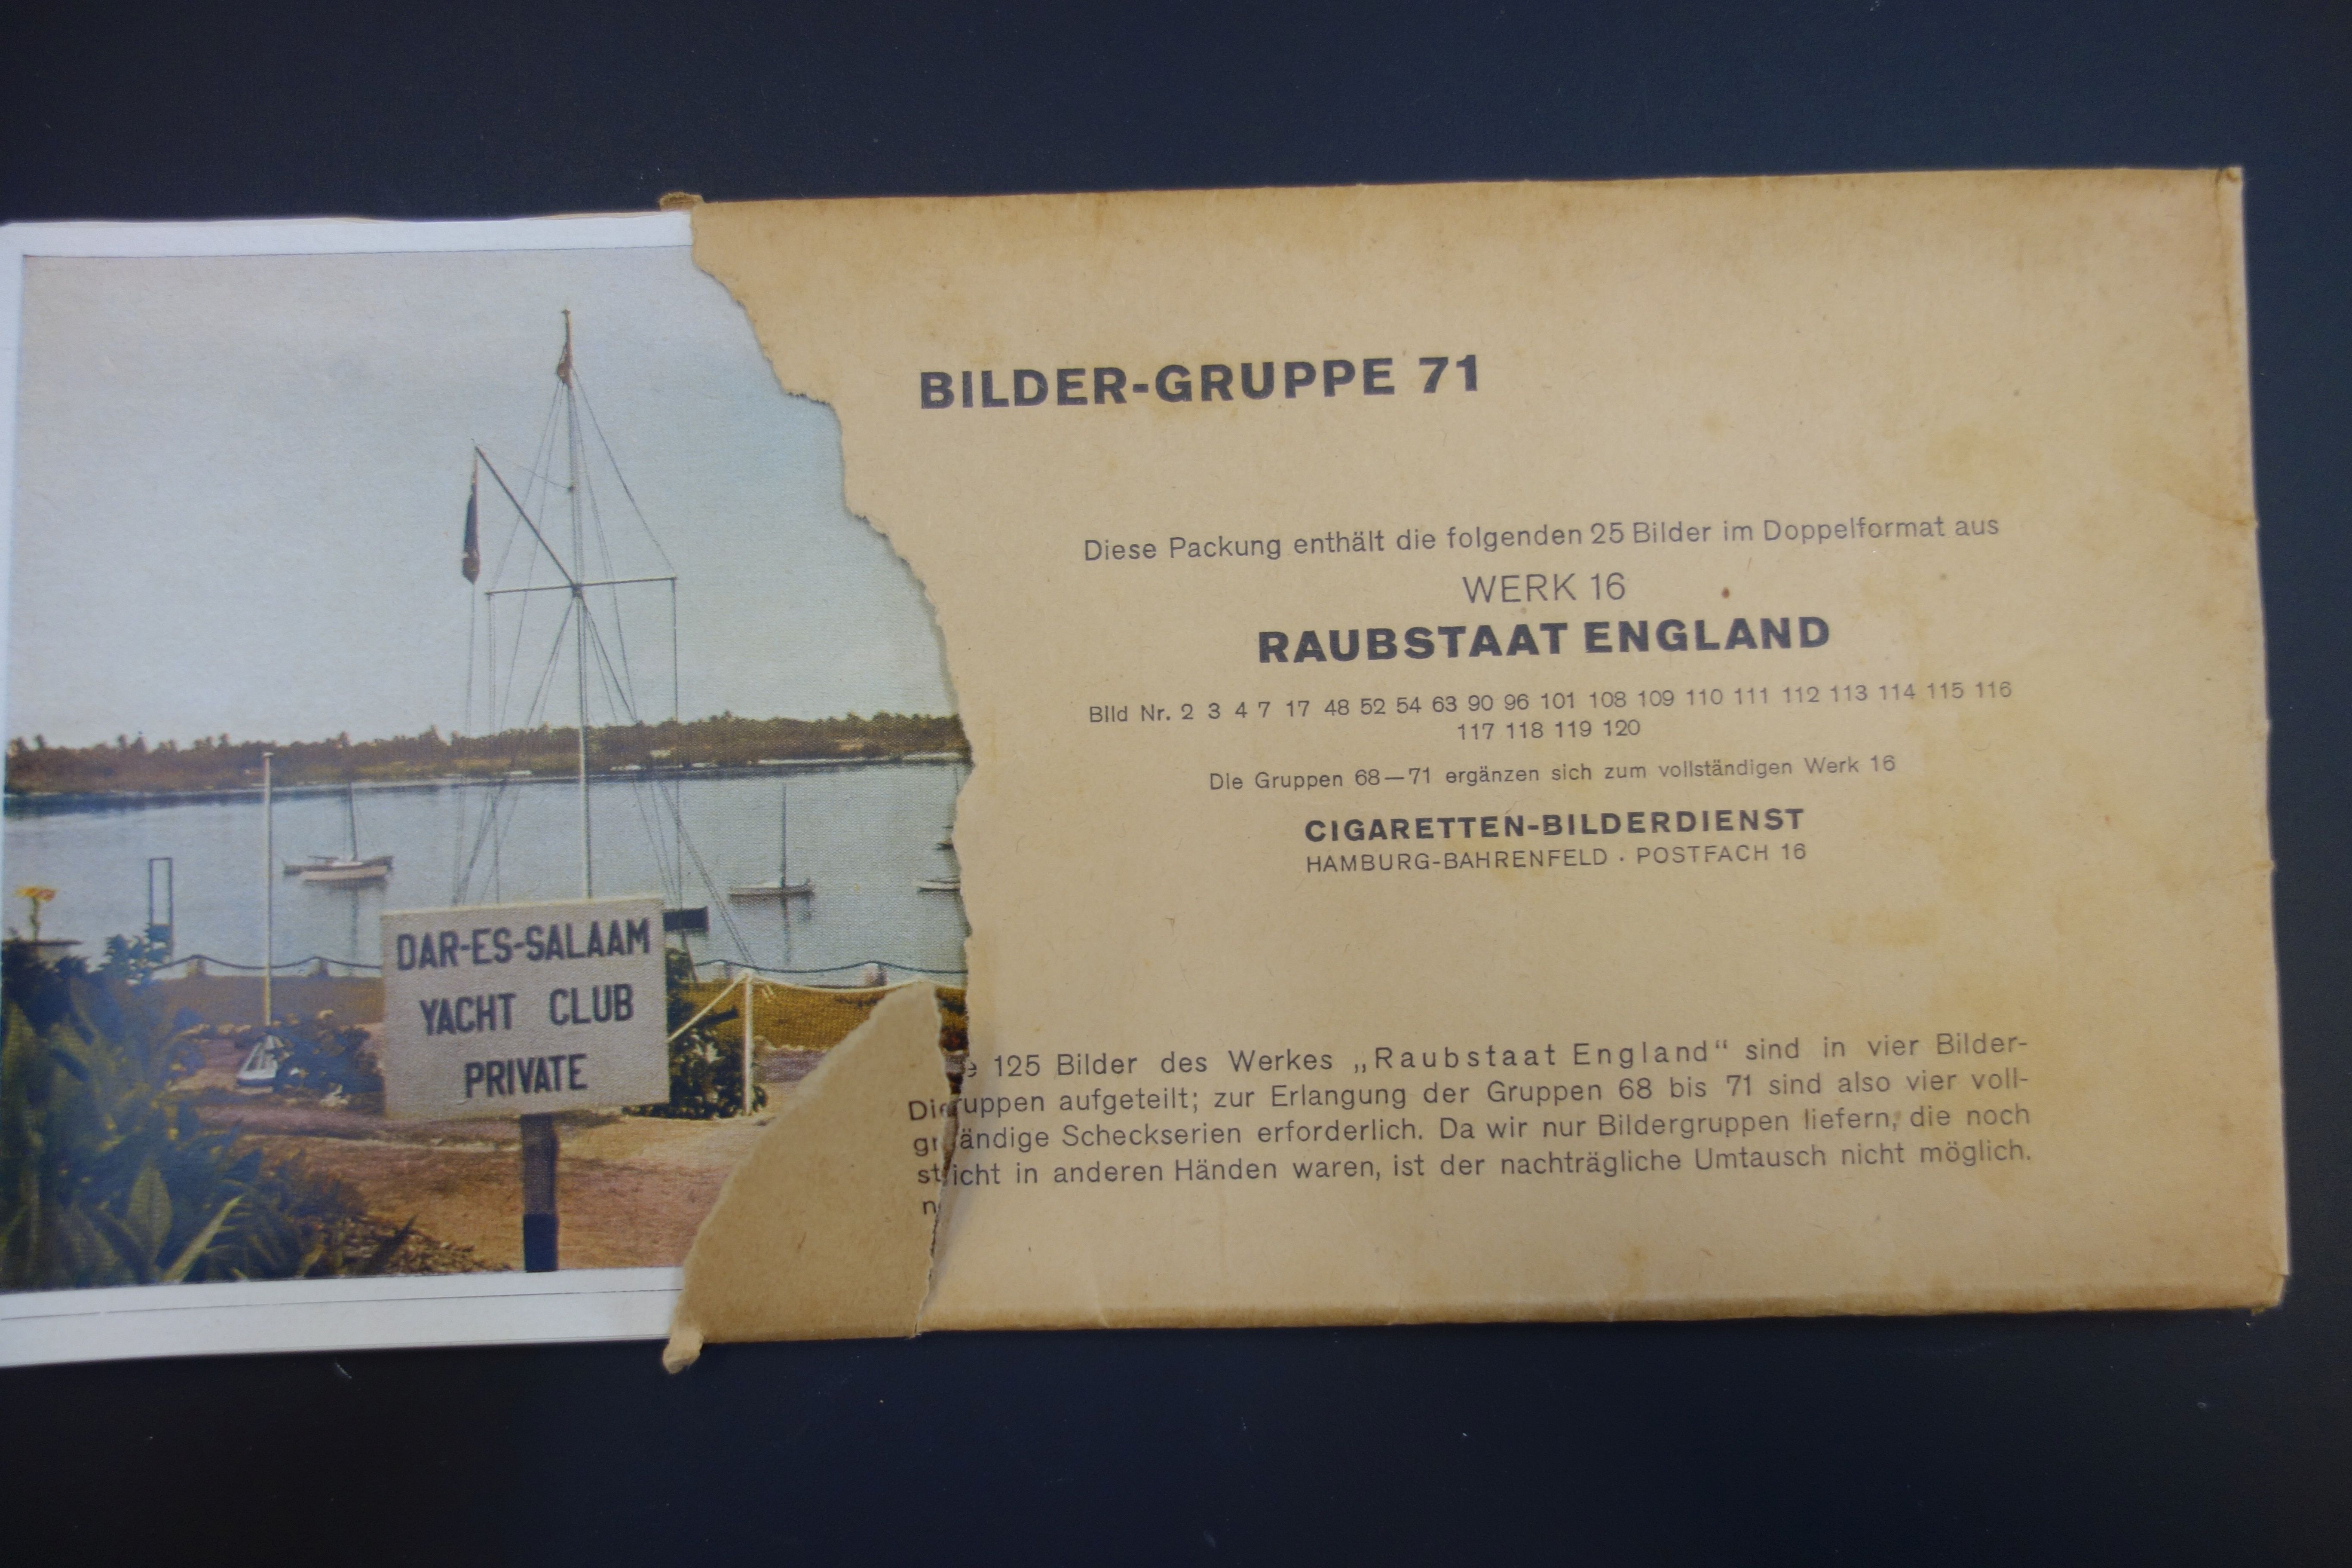 DAR-ES-SALAAM
YACHT CLUB
PRIVATE
BILDER-GRUPPE 71
Diese Packung enthält die folgenden 25 Bilder im Doppelformat aus
WERK 16
RAUBSTAAT ENGLAND
Bild Nr. 2 3 4 7 17 48 52 54 63 90 96 101 108 109 110 111 112 113 114 115 116
117 118 119 120
Die Gruppen 68—71 ergänzen sich zum vollständigen Werk 16
CIGARETTEN-BILDERDIENST
HAMBURG-BAHRENFELD · POSTFACH 16
Die 125 Bilder des Werkes „Raubstaat England“ sind in vier Bilder-
gruppen aufgeteilt; zur Erlangung der Gruppen 68 bis 71 sind also vier voll-
ständige Scheckserien erforderlich. Da wir nur Bildergruppen liefern, die noch
nicht in anderen Händen waren, ist der nachträgliche Umtausch nicht möglich.